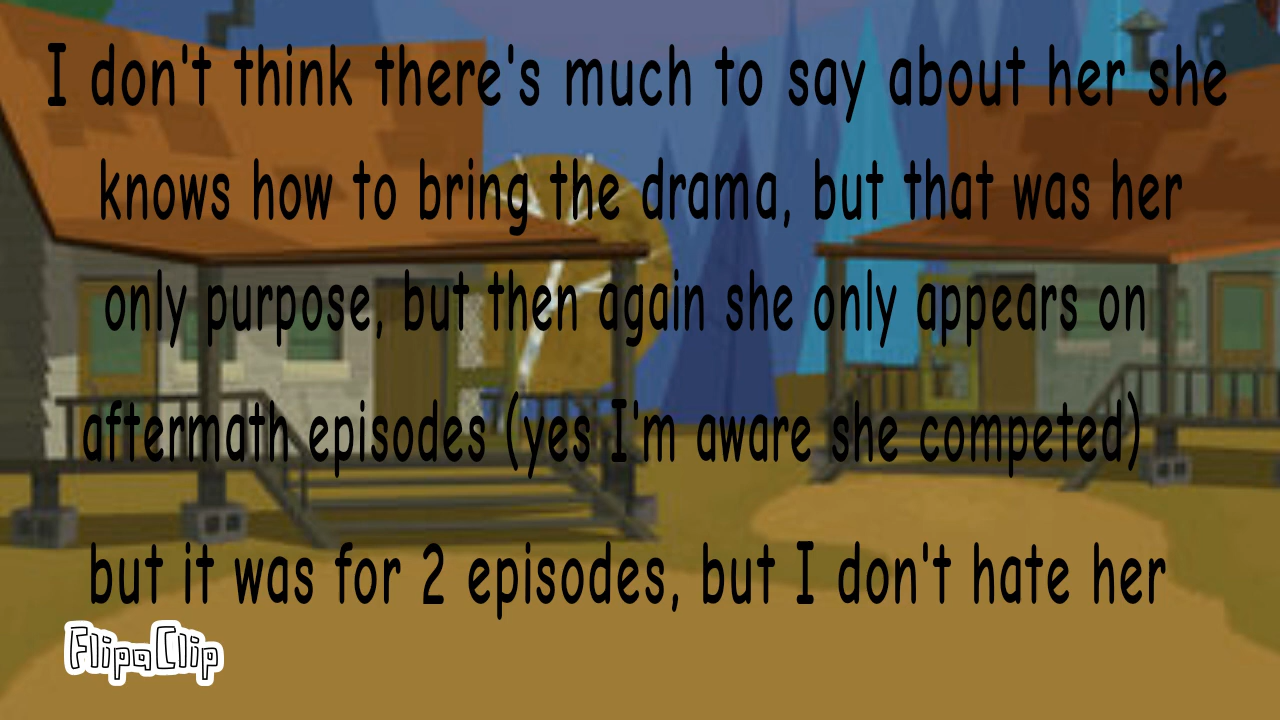 I don't think there's much to say about her she
knows how to bring the drama, but that was her
only purpose, but then again she only appears on
aftermath episodes (yes I'm aware she competed)
but it was for 2 episodes, but I don't hate her
FlipaClip